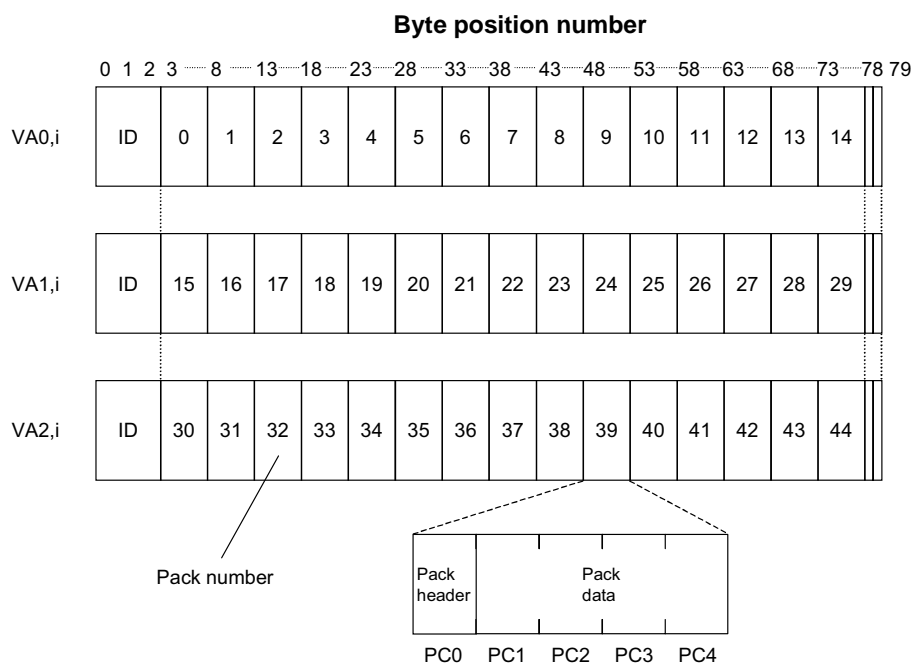 Byte position number
0 1 2 3 8 13 18 23 28 33 38 43 48 53 58 63 68 73 78 79
VA0,i ID 0 1 2 3 4 5 6 7 8 9 10 11 12 13 14
VA1,i ID 15 16 17 18 19 20 21 22 23 24 25 26 27 28 29
VA2,i ID 30 31 32 33 34 35 36 37 38 39 40 41 42 43 44
Pack number
Pack header
Pack data
PC0 PC1 PC2 PC3 PC4